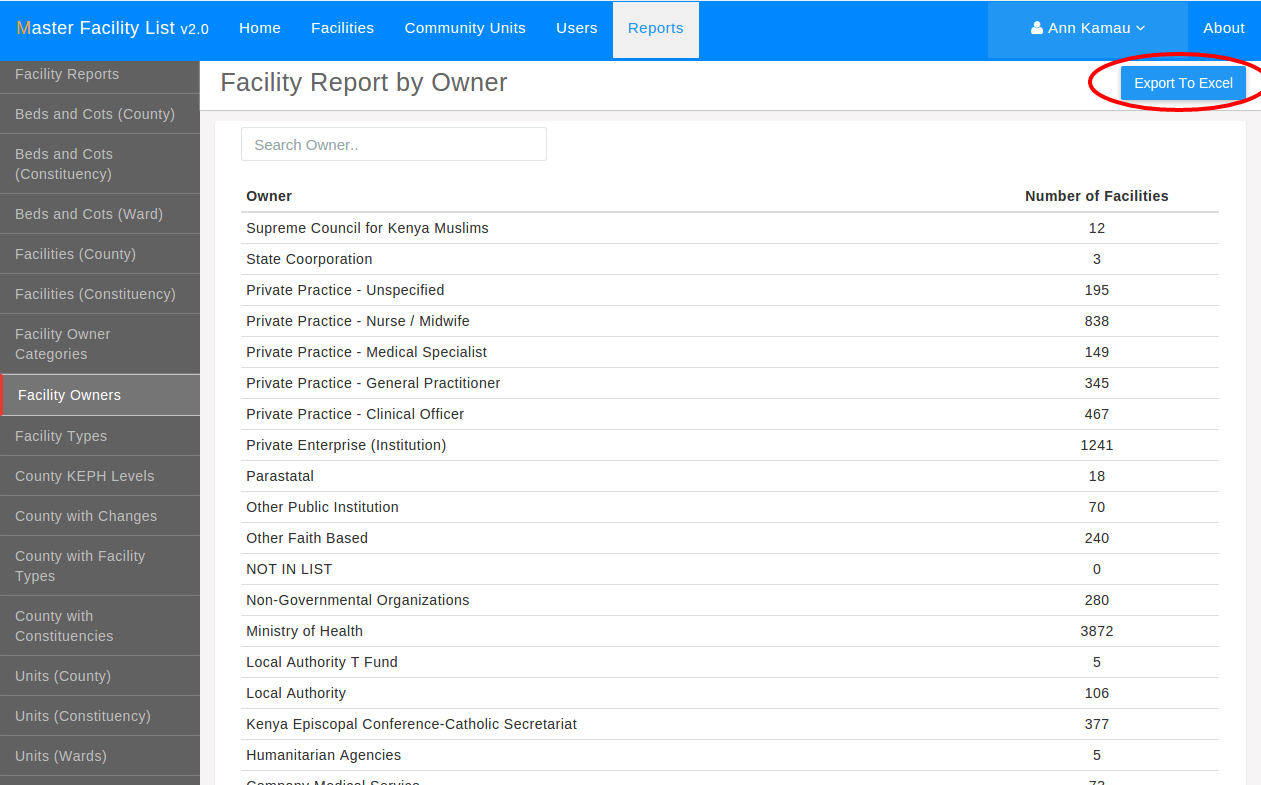 Master Facility List v2.0 Home Facilities Community Units Users Reports Ann Kamau About
Facility Reports
Beds and Cots (County)
Beds and Cots
(Constituency)
Beds and Cots (Ward)
Facilities (County)
Facilities (Constituency)
Facility Owner
Categories
Facility Owners
Facility Types
County KEPH Levels
County with Changes
County with Facility
Types
County with
Constituencies
Units (County)
Units (Constituency)
Units (Wards)
Facility Report by Owner
Export To Excel
Search Owner..
Owner Number of Facilities
Supreme Council for Kenya Muslims 12
State Coorporation 3
Private Practice - Unspecified 195
Private Practice - Nurse / Midwife 838
Private Practice - Medical Specialist 149
Private Practice - General Practitioner 345
Private Practice - Clinical Officer 467
Private Enterprise (Institution) 1241
Parastatal 18
Other Public Institution 70
Other Faith Based 240
NOT IN LIST 0
Non-Governmental Organizations 280
Ministry of Health 3872
Local Authority T Fund 5
Local Authority 106
Kenya Episcopal Conference-Catholic Secretariat 377
Humanitarian Agencies 5
Company Medical Service